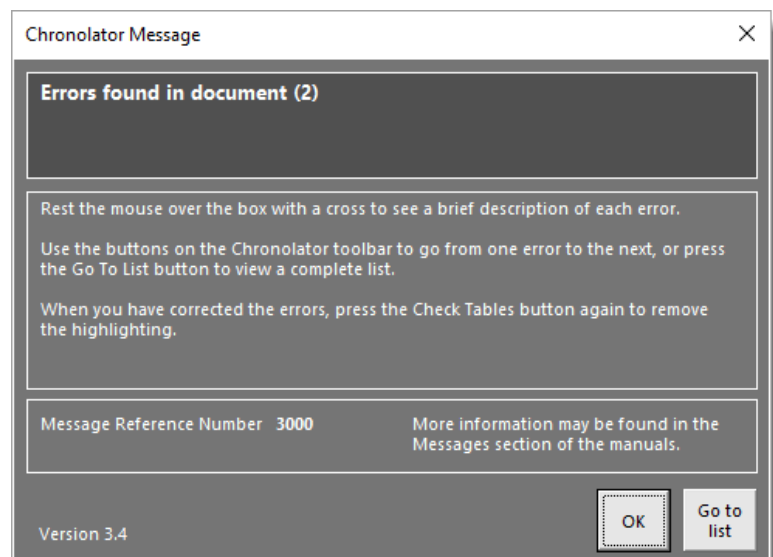 Chronolator Message
Errors found in document (2)
Rest the mouse over the box with a cross to see a brief description of each error.
Use the buttons on the Chronolator toolbar to go from one error to the next, or press
the Go To List button to view a complete list.
When you have corrected the errors, press the Check Tables button again to remove
the highlighting.
Message Reference Number 3000
More information may be found in the
Messages section of the manuals.
Version 3.4
OK
Go to
list